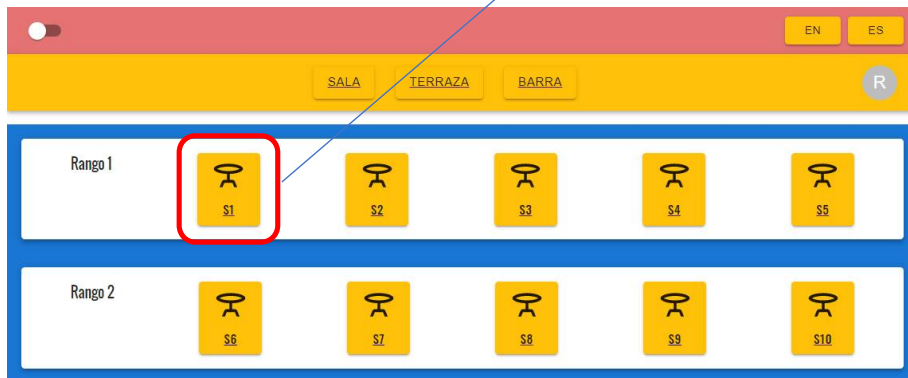 EN ES
SALA TERRAZA BARRA
R
Rango 1
S1 S2 S3 S4 S5
Rango 2
S6 S7 S8 S9 S10